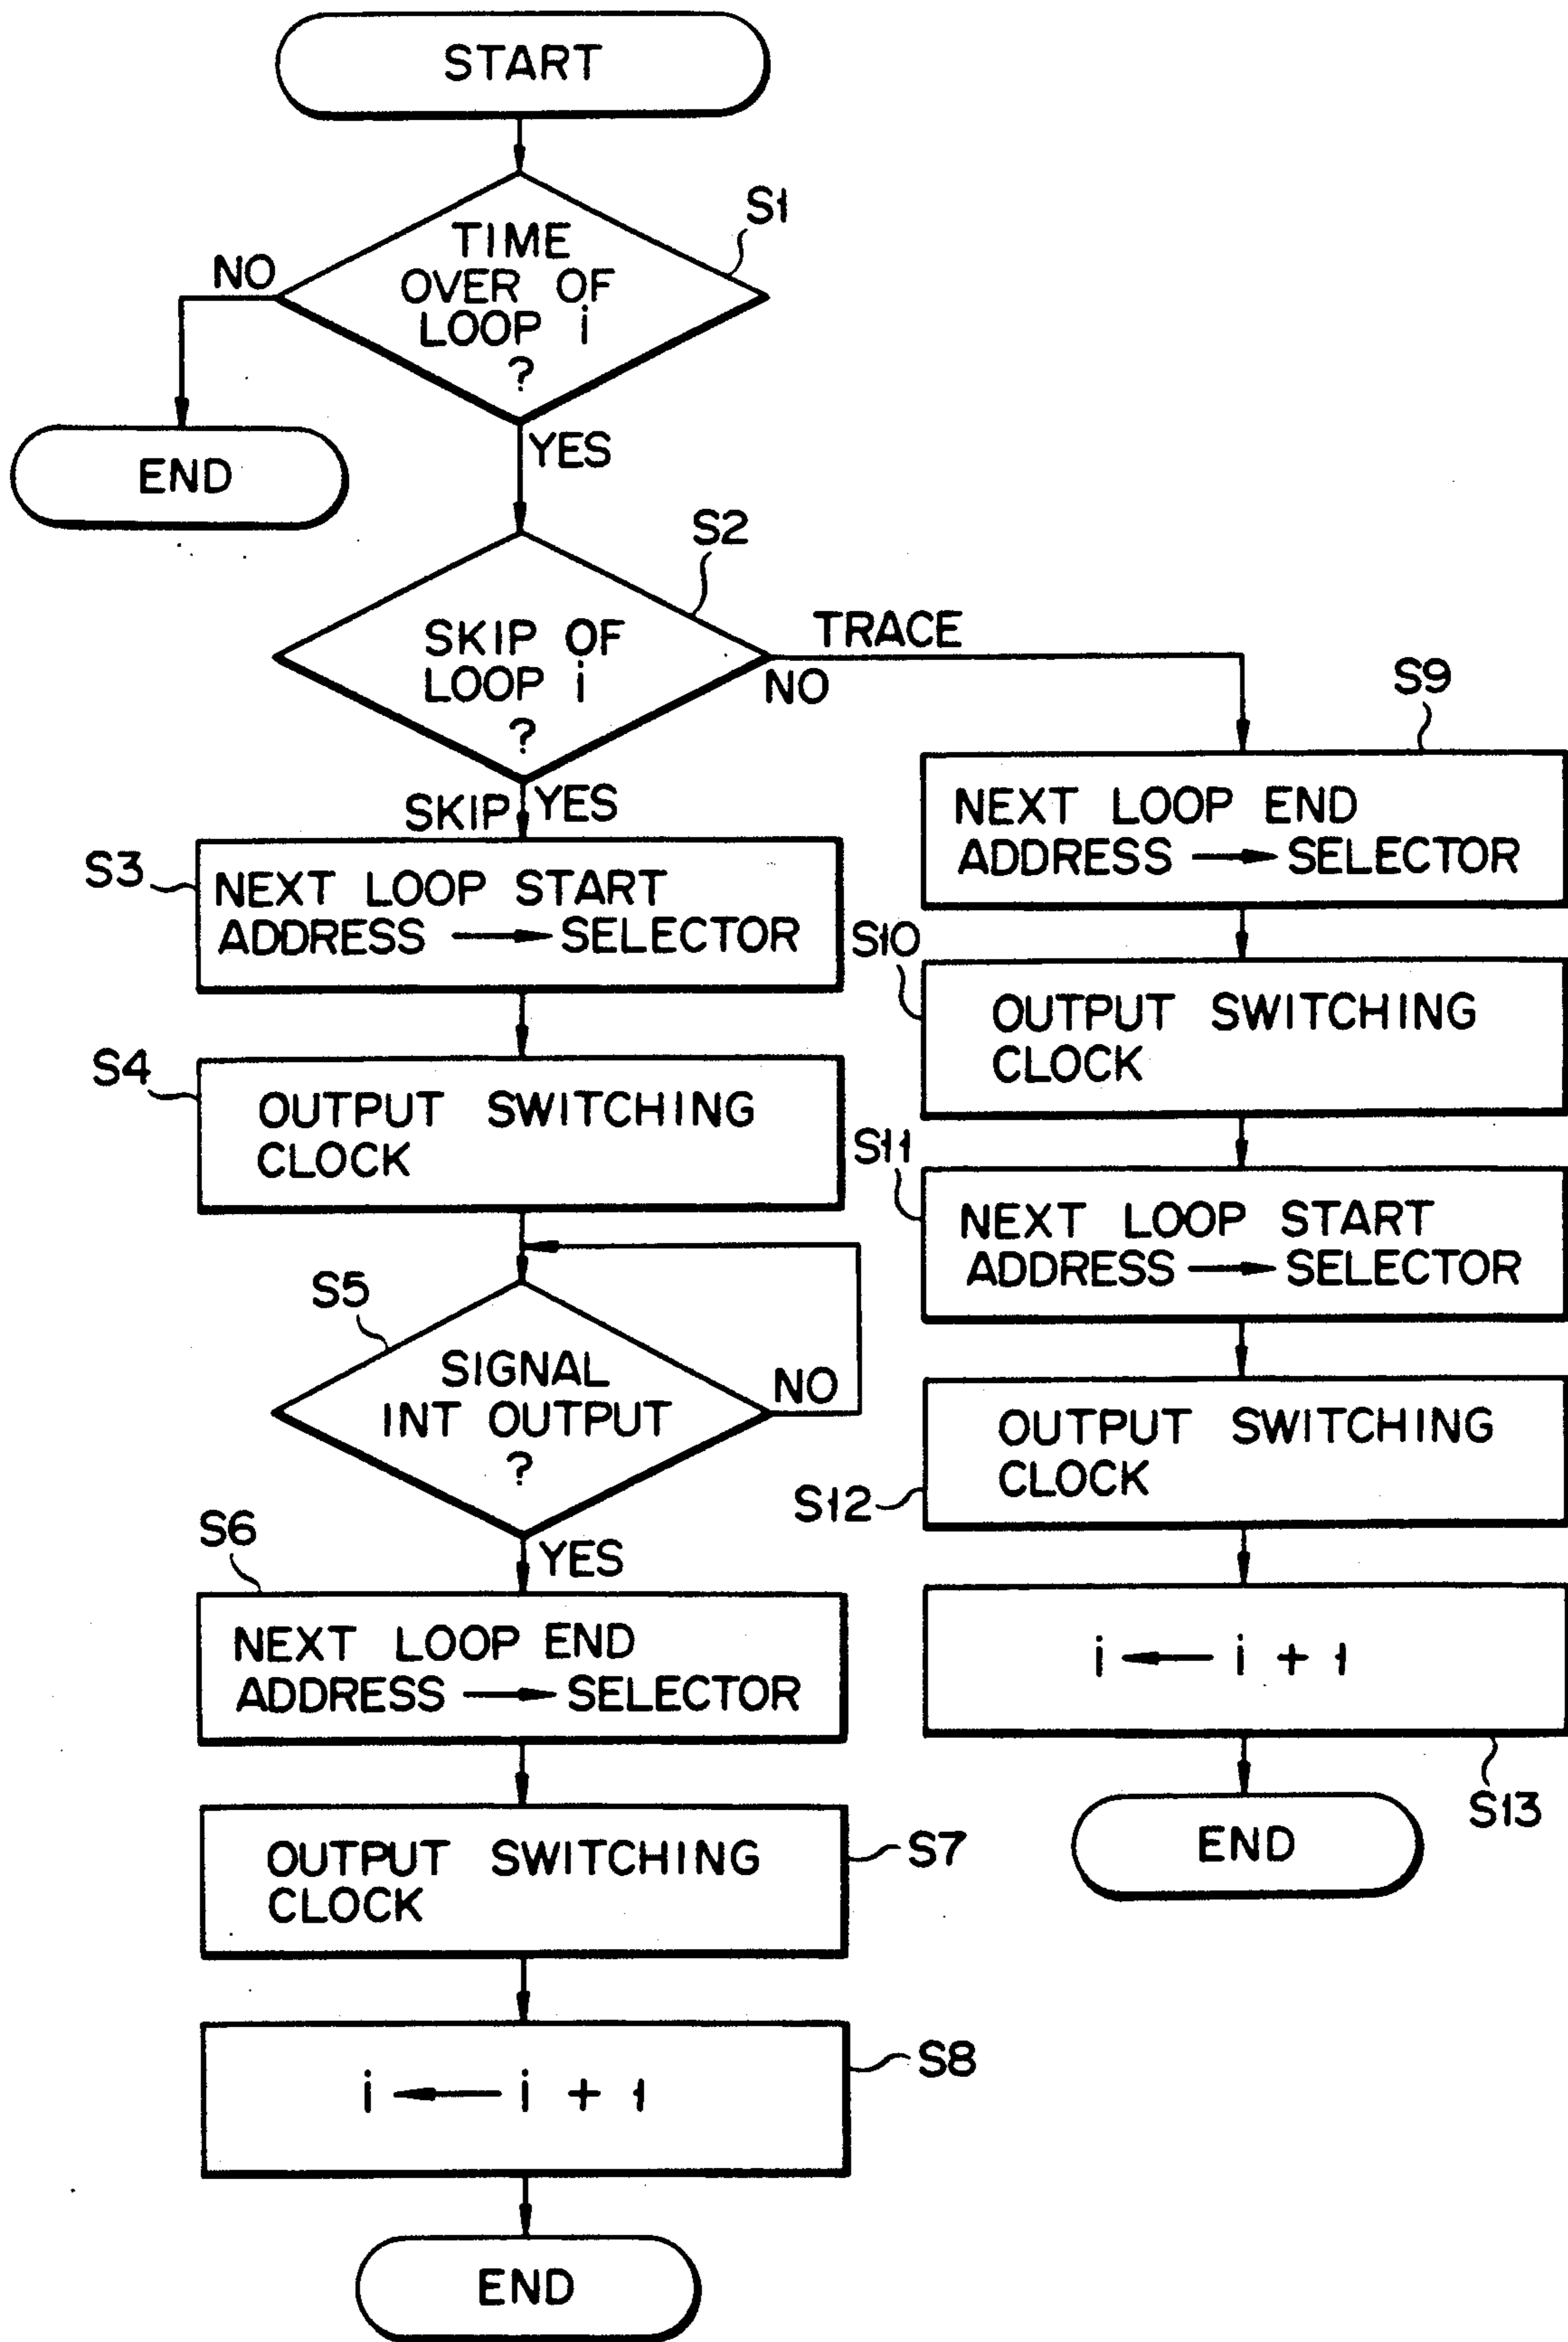 START
S1
TIME
OVER OF
LOOP i
?
NO
END
YES
S2
SKIP OF
LOOP i
?
TRACE
NO
SKIP YES
S3
NEXT LOOP START
ADDRESS → SELECTOR
S4
OUTPUT SWITCHING
CLOCK
S5
SIGNAL
INT OUTPUT
?
NO
YES
S6
NEXT LOOP END
ADDRESS → SELECTOR
OUTPUT SWITCHING
CLOCK
S7
i ← i + 1
S8
END
S9
NEXT LOOP END
ADDRESS → SELECTOR
S10
OUTPUT SWITCHING
CLOCK
S11
NEXT LOOP START
ADDRESS → SELECTOR
OUTPUT SWITCHING
CLOCK
S12
i ← i + 1
S13
END